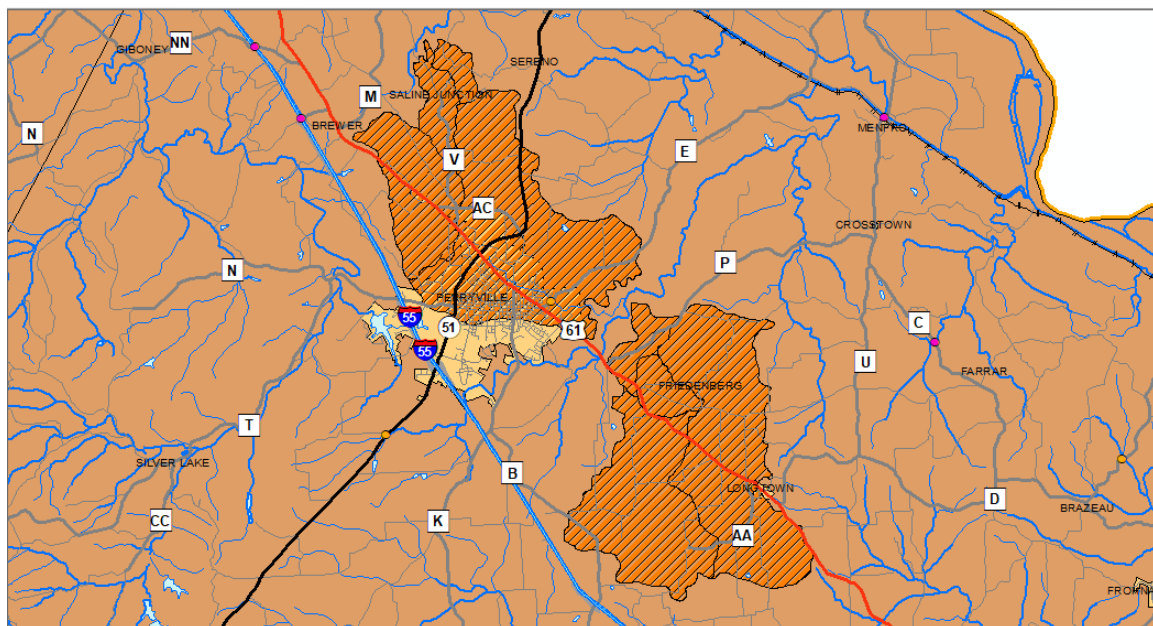 GIBONEY
NN
SERENO
M
SALINE JUNCTION
N
BREWER
MENFRO
E
V
AC
CROSSTOWN
N
P
PERRYVILLE
55
51
61
C
55
U
FARRAR
FRIEDENBERG
T
SILVER LAKE
B
LONGTOWN
D
BRAZEAU
CC
K
AA